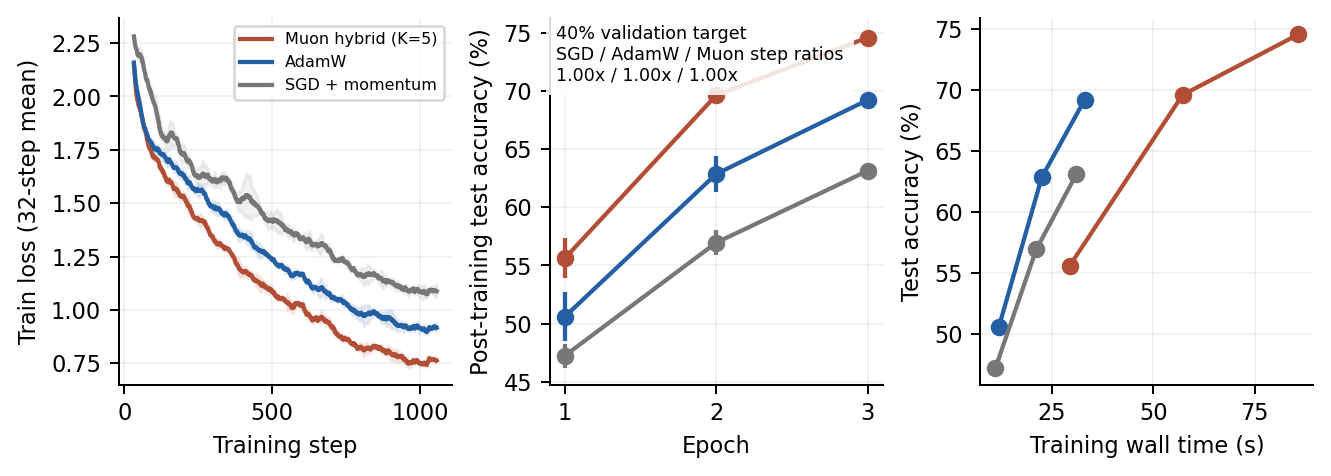 Train loss (32-step mean)
2.25
2.00
1.75
1.50
1.25
1.00
0.75
Muon hybrid (K=5)
AdamW
SGD + momentum
0
500
1000
Training step
Post-training test accuracy (%)
75
70
65
60
55
50
45
40% validation target
SGD / AdamW / Muon step ratios
1.00x / 1.00x / 1.00x
1
2
3
Epoch
Test accuracy (%)
75
70
65
60
55
50
25
50
75
Training wall time (s)